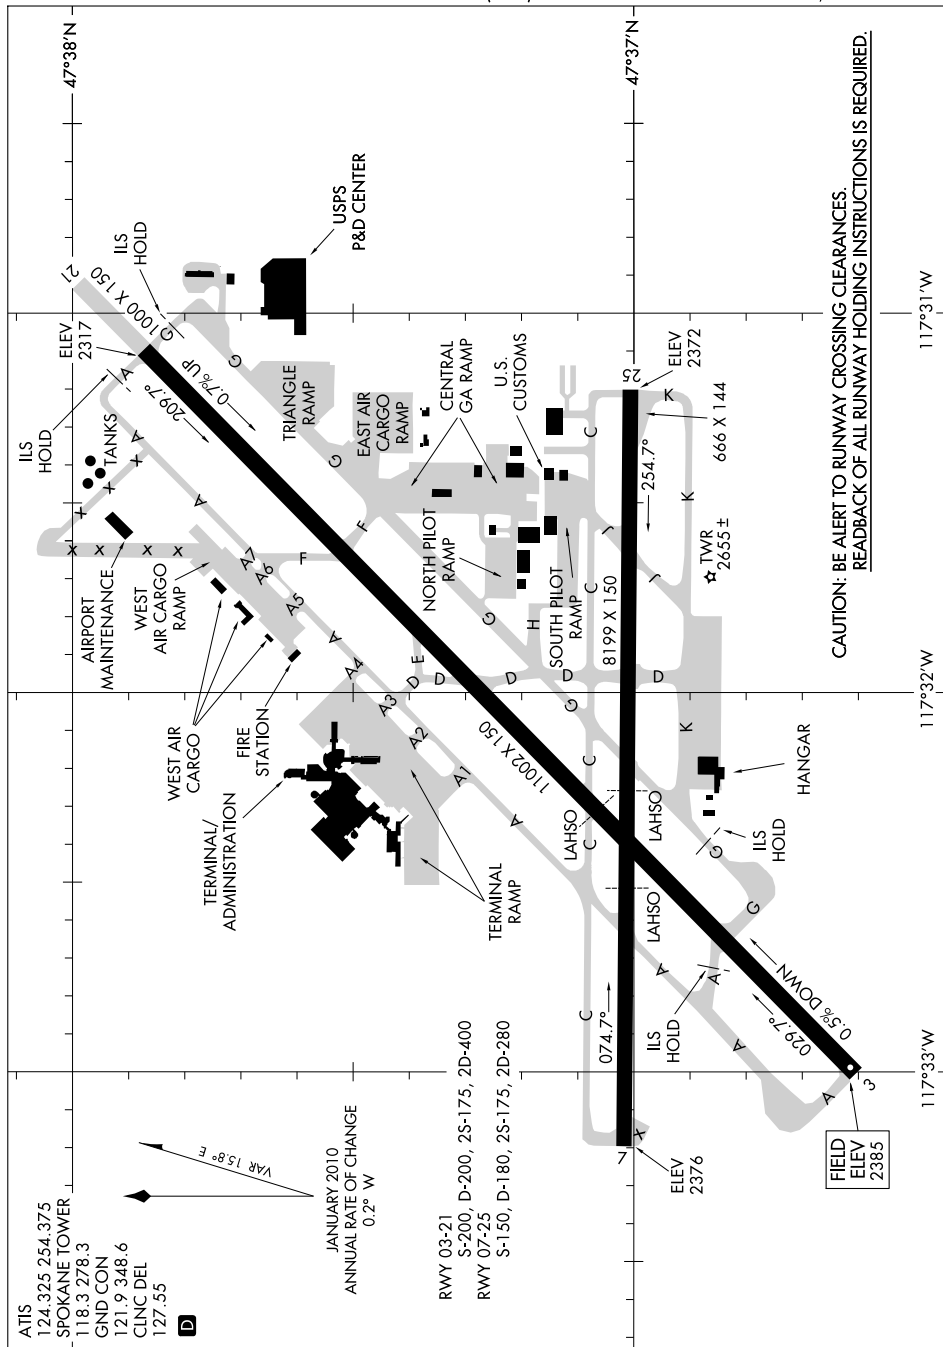 ATIS
124.325 254.375
SPOKANE TOWER
118.3 278.3
GND CON
121.9 348.6
CLNC DEL
127.55
D
VAR 15.8° E
JANUARY 2010
ANNUAL RATE OF CHANGE
0.2° W
RWY 03-21
S-200, D-200, 2S-175, 2D-400
RWY 07-25
S-150, D-180, 2S-175, 2D-280
47°38'N
47°37'N
117°31'W
117°32'W
117°33'W
ILS
HOLD
TANKS
AIRPORT
MAINTENANCE
WEST
AIR CARGO
RAMP
WEST AIR
CARGO
FIRE
STATION
TERMINAL/
ADMINISTRATION
TERMINAL
RAMP
ELEV
2317
21
1000 X 150
ILS
HOLD
209.7°
0.7% UP
USPS
P&D CENTER
TRIANGLE
RAMP
EAST AIR
CARGO
RAMP
CENTRAL
GA RAMP
U.S.
CUSTOMS
NORTH PILOT
RAMP
SOUTH PILOT
RAMP
11002 X 150
8199 X 150
25
ELEV
2372
666 X 144
254.7°
TWR
2655±
HANGAR
ILS
HOLD
LAHSO
LAHSO
LAHSO
074.7°
7
ELEV
2376
ILS
HOLD
029.7°
0.5% DOWN
3
FIELD
ELEV
2385
A
A
A
A
A
A
A
A
A
A
A1
A2
A3
A4
A5
A6
A7
C
C
C
C
C
D
D
D
D
D
E
F
F
G
G
G
G
G
G
G
H
J
J
K
K
K
X
X
X
X
X
X
X
X
CAUTION: BE ALERT TO RUNWAY CROSSING CLEARANCES.
READBACK OF ALL RUNWAY HOLDING INSTRUCTIONS IS REQUIRED.